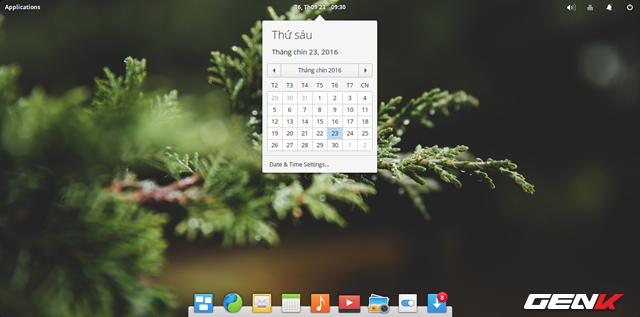 Applications
T6, Th09 23 09:30
Thứ sáu
Tháng chín 23, 2016
Tháng chín 2016
T2 T3 T4 T5 T6 T7 CN
29 30 31 1 2 3 4
5 6 7 8 9 10 11
12 13 14 15 16 17 18
19 20 21 22 23 24 25
26 27 28 29 30 1 2
Date & Time Settings...
8
GENK